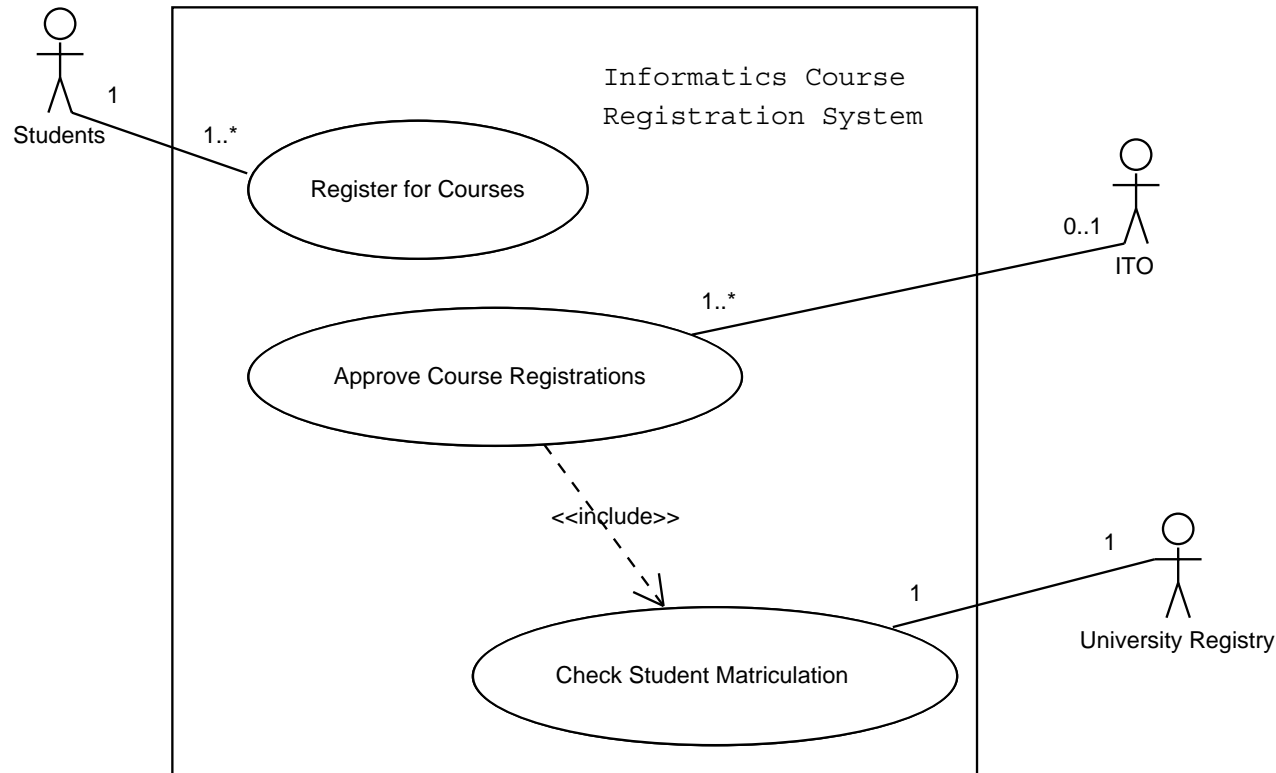 Informatics Course
Registration System
1
Students
1..*
Register for Courses
0..1
ITO
1..*
Approve Course Registrations
<<include>>
1
1
University Registry
Check Student Matriculation